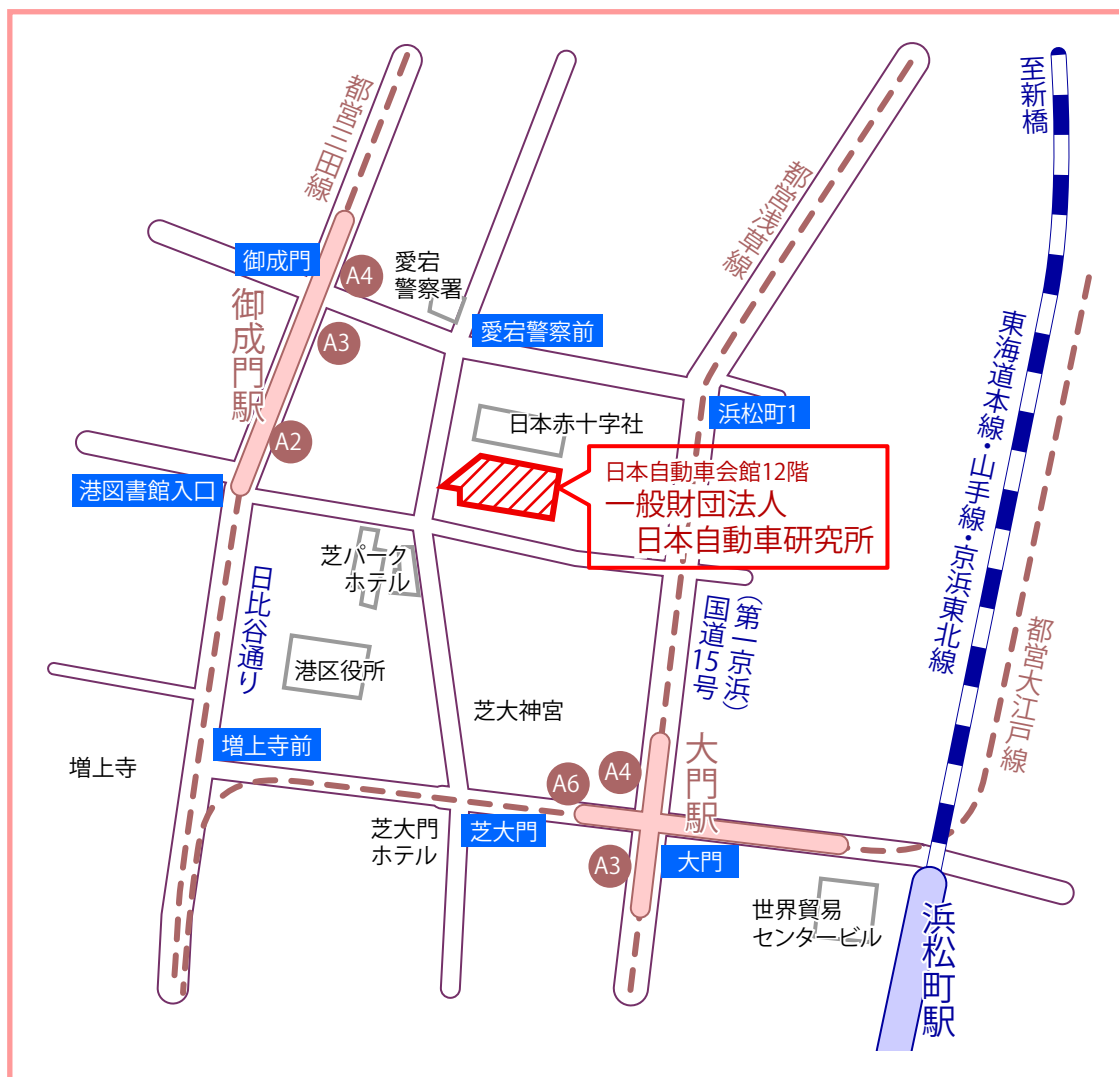 至新橋
都営三田線
都営浅草線
御成門
A4
愛宕
警察署
御成門駅
A3
愛宕警察前
東海道本線・山手線・京浜東北線
浜松町1
日本赤十字社
A2
港図書館入口
日本自動車会館12階
一般財団法人
日本自動車研究所
芝パーク
ホテル
日比谷通り
国道15号
(第一京浜)
都営大江戸線
港区役所
芝大神宮
増上寺前
増上寺
大門駅
A4
A6
芝大門
ホテル
芝大門
A3
大門
世界貿易
センタービル
浜松町駅